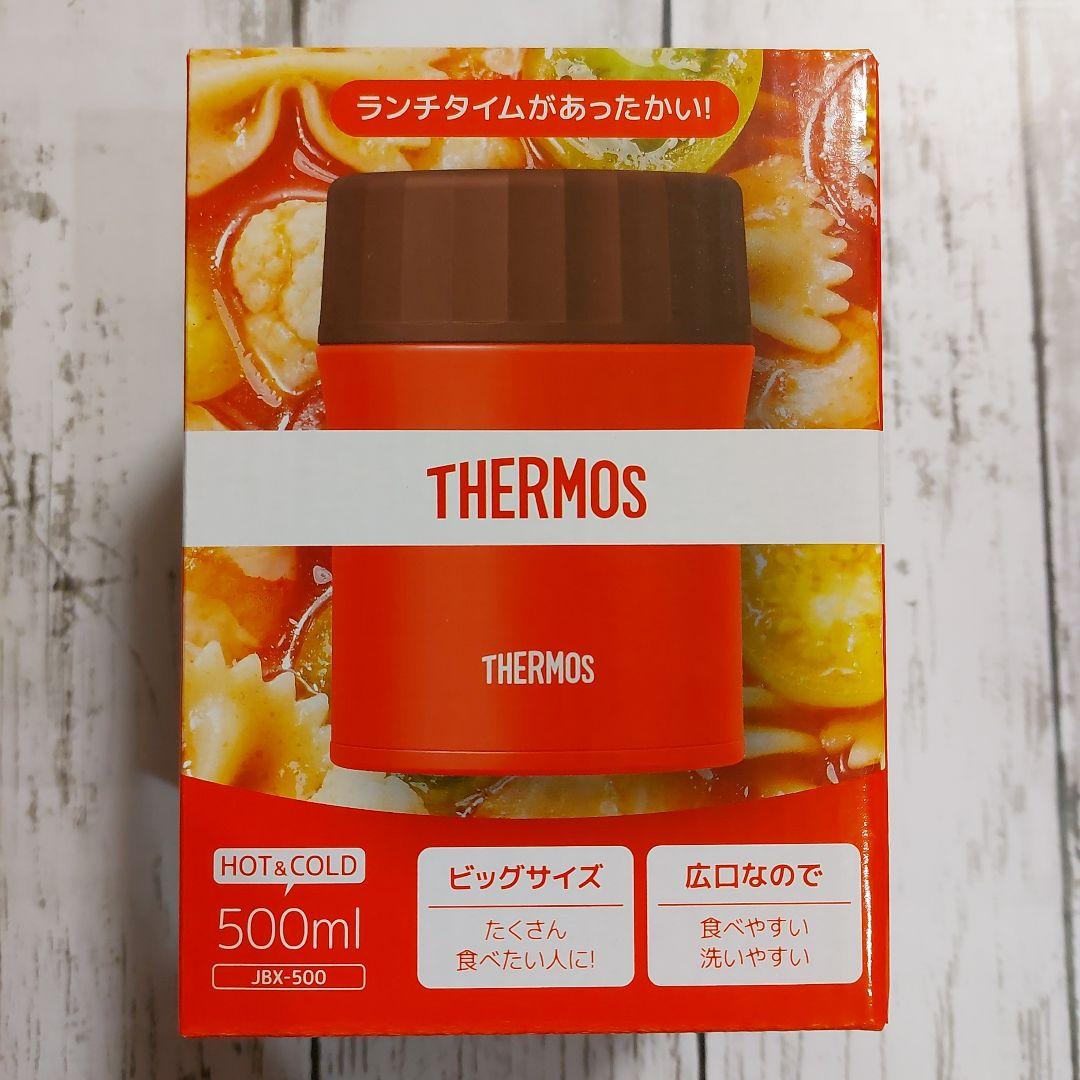 ランチタイムがあったかい!
THERMOS
THERMOS
HOT&COLD
500ml
JBX-500
ビッグサイズ
たくさん
食べたい人に!
広口なので
食べやすい
洗いやすい